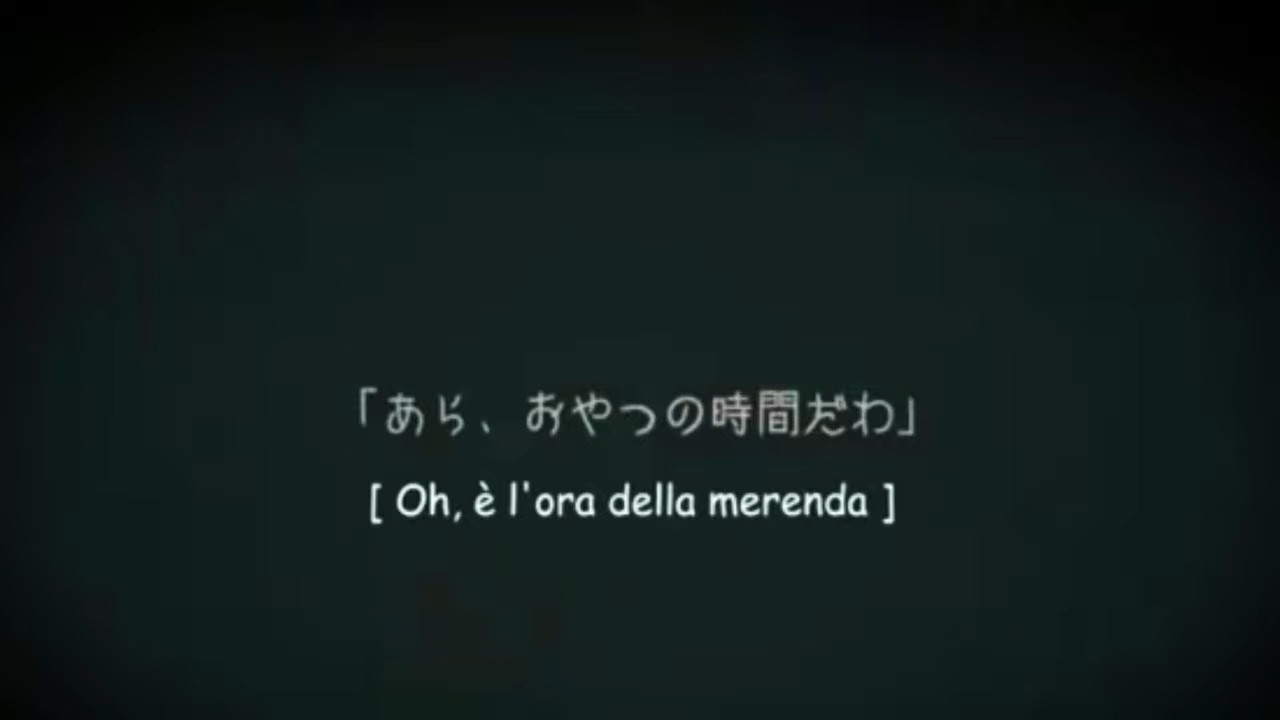 「あら、おやつの時間だわ」
[ Oh, è l'ora della merenda ]